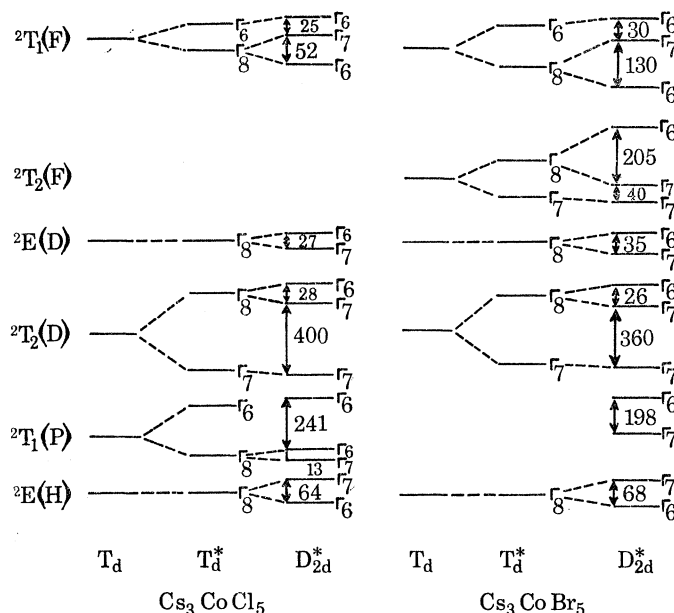 ²T₁(F) Γ₆ Γ₈ 25 52 Γ₆ Γ₇ Γ₆ Γ₆ Γ₈ 30 130 Γ₆ Γ₇ Γ₆
²T₂(F) Γ₈ Γ₇ 205 40 Γ₆ Γ₇ Γ₇
²E(D) Γ₈ 27 Γ₆ Γ₇ Γ₈ 35 Γ₆ Γ₇
²T₂(D) Γ₈ Γ₇ 28 400 Γ₆ Γ₇ Γ₇ Γ₈ Γ₇ 26 360 Γ₆ Γ₇ Γ₇
²T₁(P) Γ₆ Γ₈ 241 13 Γ₆ Γ₆ Γ₇ 198 Γ₆ Γ₇
²E(H) Γ₈ 64 Γ₇ Γ₆ Γ₈ 68 Γ₇ Γ₆
T_d T_d* D*₂d T_d T_d* D*₂d
Cs₃ Co Cl₅ Cs₃ Co Br₅